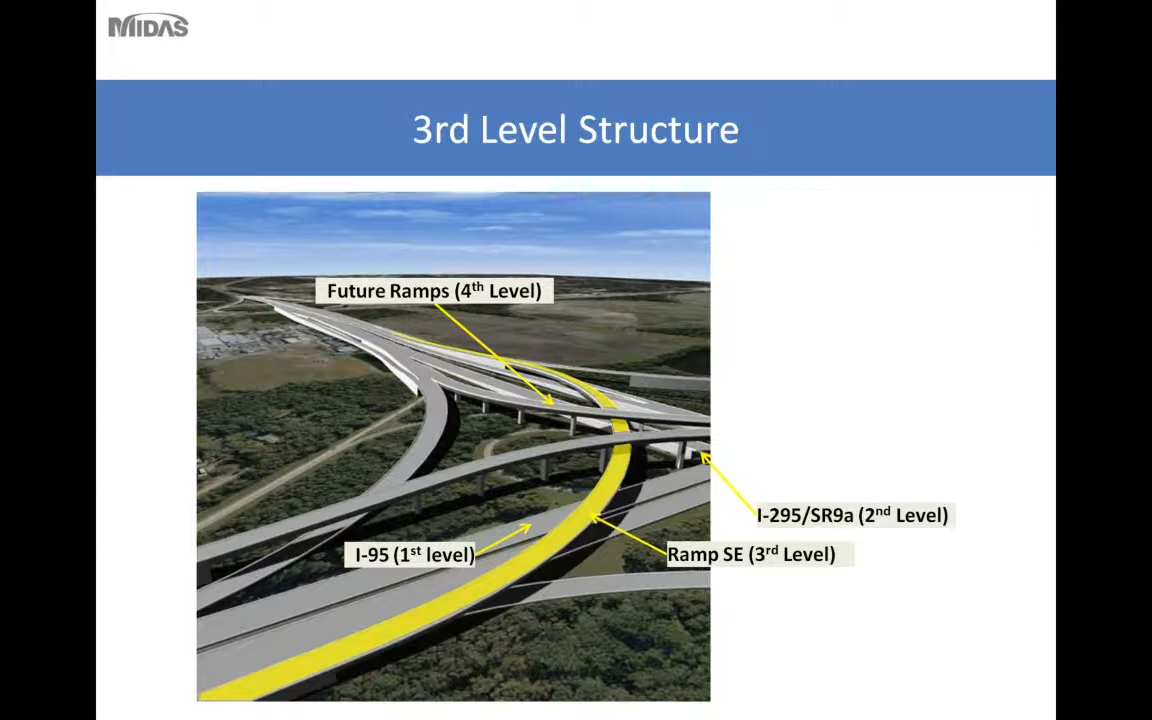 MIDAS
3rd Level Structure
Future Ramps (4th Level)
I-295/SR9a (2nd Level)
I-95 (1st level)
Ramp SE (3rd Level)